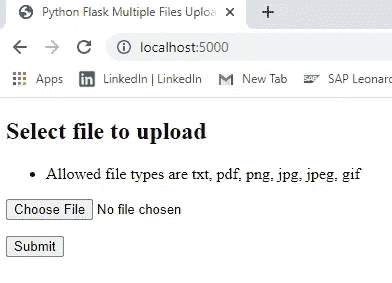 Python Flask Multiple Files Uploa
localhost:5000
Apps LinkedIn | LinkedIn New Tab SAP Leonar
Select file to upload
• Allowed file types are txt, pdf, png, jpg, jpeg, gif
Choose File No file chosen
Submit